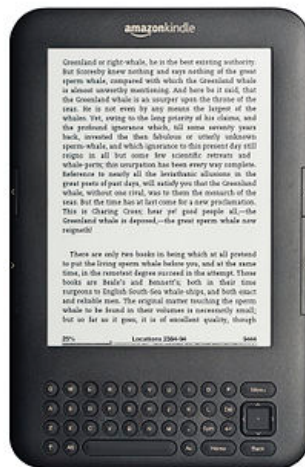 amazonkindle
Greenland or right-whale, he is the best existing authority.
But Scoresby knew nothing and says nothing of the great
sperm whale, compared with which the Greenland whale
is almost unworthy mentioning. And here be it said, that
the Greenland whale is an usurper upon the throne of the
seas. He is not even by any means the largest of the
whales. Yet, owing to the long priority of his claims, and
the profound ignorance which, till some seventy years
back, invested the then fabulous or utterly unknown
sperm-whale, and which ignorance to this present day still
reigns in all but some few scientific retreats and
whale-ports; this usurpation has been every way complete.
Reference to nearly all the leviathanic allusions in the
great poets of past days, will satisfy you that the Greenland
whale, without one rival, was to them the monarch of the
seas. But the time has at last come for a new proclamation.
This is Charing Cross; hear ye! good people all,—the
Greenland whale is deposed,—the great sperm whale now
reigneth!
There are only two books in being which at all pretend
to put the living sperm whale before you, and at the same
time, in the remotest degree succeed in the attempt. Those
books are Beale's and Bennett's; both in their time
surgeons to English South-Sea whale-ships, and both exact
and reliable men. The original matter touching the sperm
whale to be found in their volumes is necessarily small;
but so far as it goes, it is of excellent quality, though
25% Locations 2384-94 9444
Q W E R T Y U I O P Menu
A S D F G H J K L Del
Z X C V B N M Sym
Alt Aa Home Back